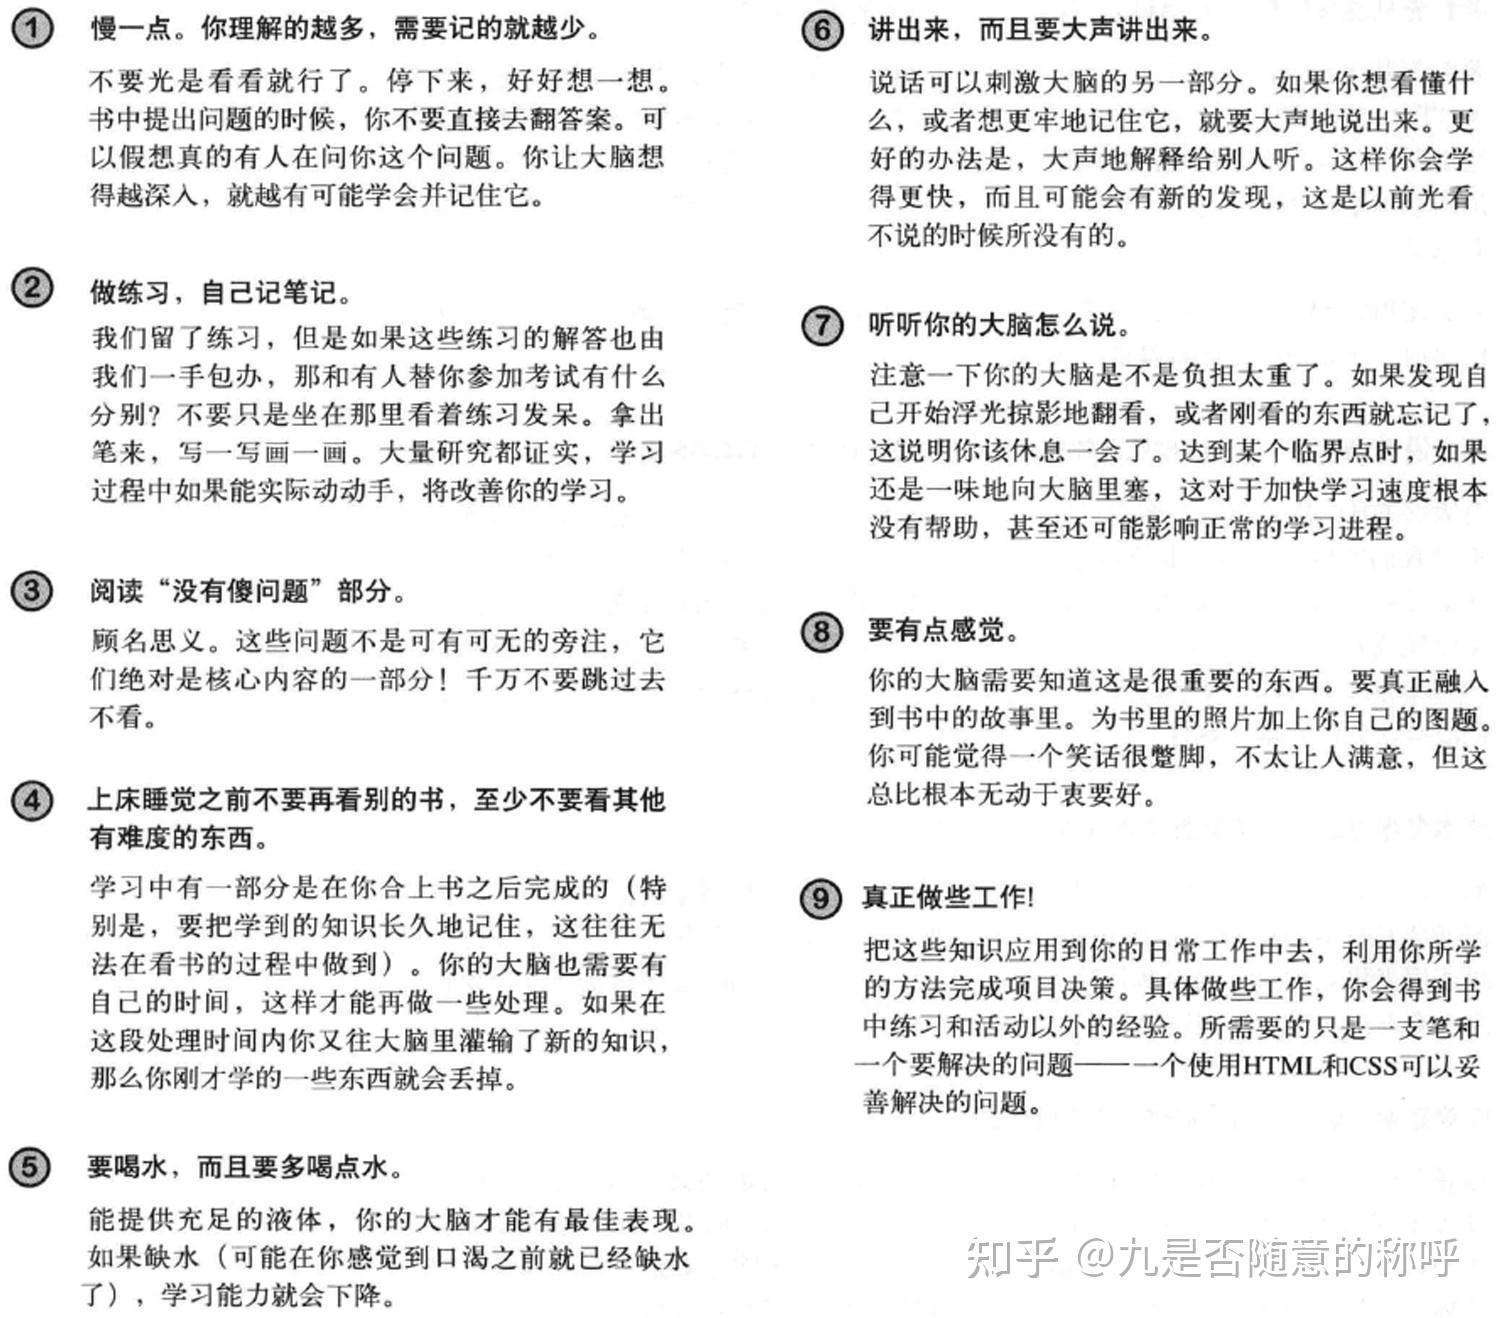 1 慢一点。你理解的越多，需要记的就越少。
不要光是看看就行了。停下来，好好想一想。
书中提出问题的时候，你不要直接去翻答案。可
以假想真的有人在问你这个问题。你让大脑想
得越深入，就越有可能学会并记住它。
2 做练习，自己记笔记。
我们留了练习，但是如果这些练习的解答也由
我们一手包办，那和有人替你参加考试有什么
分别？不要只是坐在那里看着练习发呆。拿出
笔来，写一写画一画。大量研究都证实，学习
过程中如果能实际动动手，将改善你的学习。
3 阅读“没有傻问题”部分。
顾名思义。这些问题不是可有可无的旁注，它
们绝对是核心内容的一部分！千万不要跳过去
不看。
4 上床睡觉之前不要再看别的书，至少不要看其他
有难度的东西。
学习中有一部分是在你合上书之后完成的（特
别是，要把学到的知识长久地记住，这往往无
法在看书的过程中做到）。你的大脑也需要有
自己的时间，这样才能再做一些处理。如果在
这段处理时间内你又往大脑里灌输了新的知识，
那么你刚才学的一些东西就会丢掉。
5 要喝水，而且要多喝点水。
能提供充足的液体，你的大脑才能有最佳表现。
如果缺水（可能在你感觉到口渴之前就已经缺水
了），学习能力就会下降。
6 讲出来，而且要大声讲出来。
说话可以刺激大脑的另一部分。如果你想看懂什
么，或者想更牢地记住它，就要大声地说出来。更
好的办法是，大声地解释给别人听。这样你会学
得更快，而且可能会有新的发现，这是以前光看
不说的时候所没有的。
7 听听你的大脑怎么说。
注意一下你的大脑是不是负担太重了。如果发现自
己开始浮光掠影地翻看，或者刚看的东西就忘记了，
这说明你该休息一会了。达到某个临界点时，如果
还是一味地向大脑里塞，这对于加快学习速度根本
没有帮助，甚至还可能影响正常的学习进程。
8 要有点感觉。
你的大脑需要知道这是很重要的东西。要真正融入
到书中的故事里。为书里的照片加上你自己的图题。
你可能觉得一个笑话很蹩脚，不太让人满意，但这
总比根本无动于衷要好。
9 真正做些工作!
把这些知识应用到你的日常工作中去，利用你所学
的方法完成项目决策。具体做些工作，你会得到书
中练习和活动以外的经验。所需要的只是一支笔和
一个要解决的问题——一个使用HTML和CSS可以妥
善解决的问题。
知乎 @九是否随意的称呼